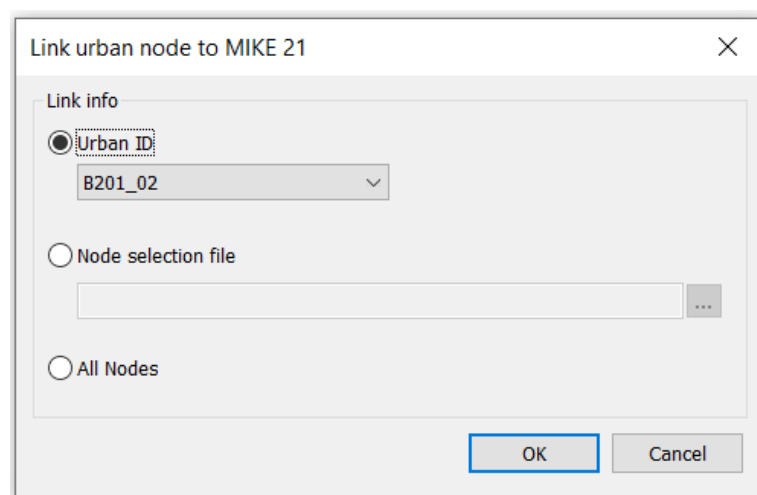 Link urban node to MIKE 21
Link info
Urban ID
B201_02
Node selection file
...
All Nodes
OK
Cancel